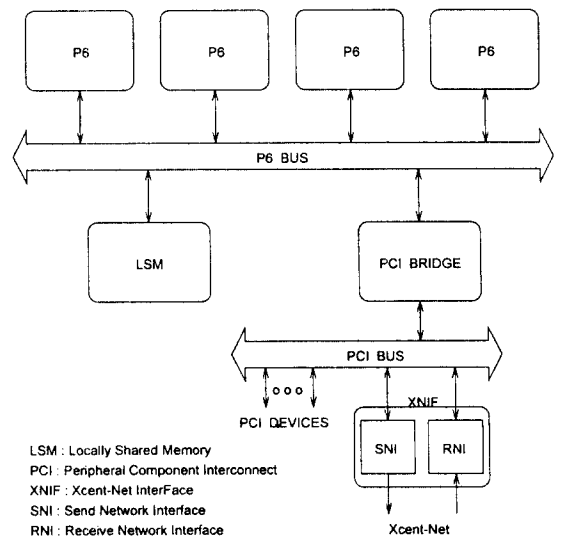 P6 P6 P6 P6
P6 BUS
LSM PCI BRIDGE
PCI BUS
XNIF
PCI DEVICES
SNI RNI
LSM : Locally Shared Memory
PCI : Peripheral Component Interconnect
XNIF : Xcent-Net InterFace
SNI : Send Network Interface
RNI : Receive Network Interface
Xcent-Net